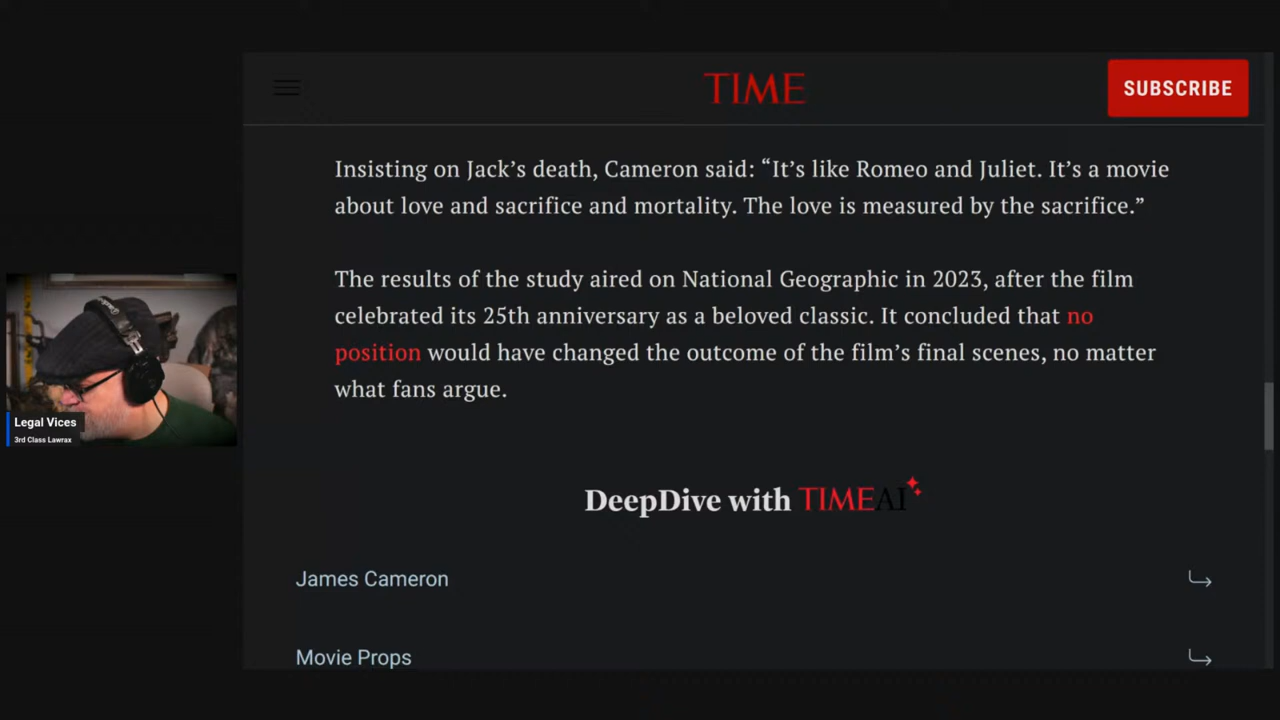 TIME
SUBSCRIBE
Insisting on Jack’s death, Cameron said: “It’s like Romeo and Juliet. It’s a movie
about love and sacrifice and mortality. The love is measured by the sacrifice.”
The results of the study aired on National Geographic in 2023, after the film
celebrated its 25th anniversary as a beloved classic. It concluded that no
position would have changed the outcome of the film’s final scenes, no matter
what fans argue.
Legal Vices
3rd Class Lawrax
DeepDive with TIMEAI
James Cameron
Movie Props